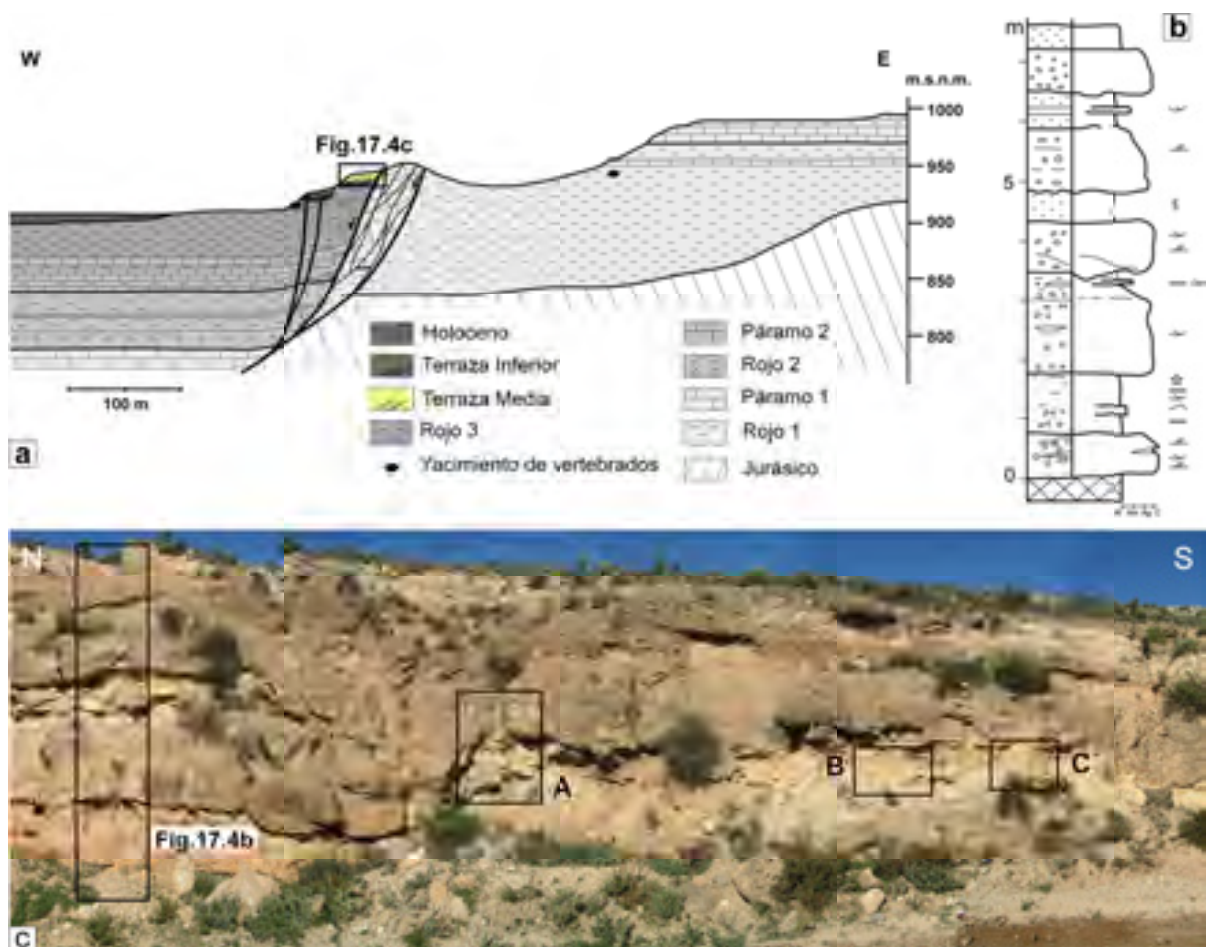 W
E
m.s.n.m.
1000
950
900
850
800
Fig.17.4c
100 m
a
Holoceno
Terraza Inferior
Terraza Media
Rojo 3
Yacimiento de vertebrados
Páramo 2
Rojo 2
Páramo 1
Rojo 1
Jurásico
b
m
5
0
N
S
A
B
C
Fig.17.4b
c